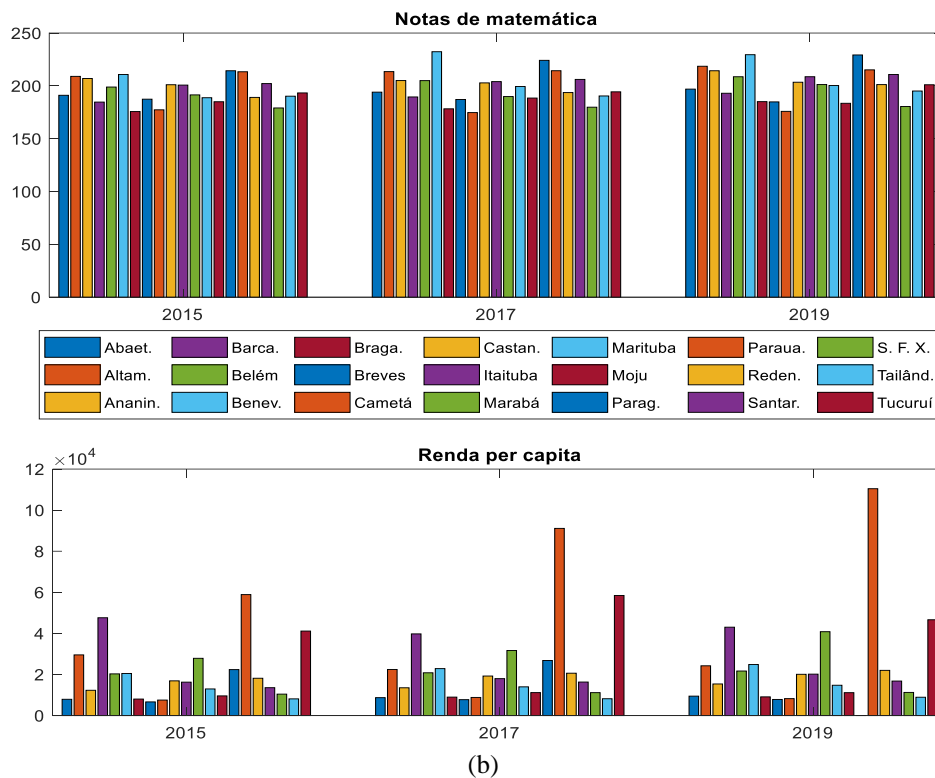 Notas de matemática
250
200
150
100
50
0
2015 2017 2019
Abaet. Barca. Braga. Castan. Marituba Paraua. S. F. X.
Altam. Belém Breves Itaituba Moju Reden. Tailând.
Ananin. Benev. Cametá Marabá Parag. Santar. Tucuruí
Renda per capita
×10^4
12
10
8
6
4
2
0
2015 2017 2019
(b)